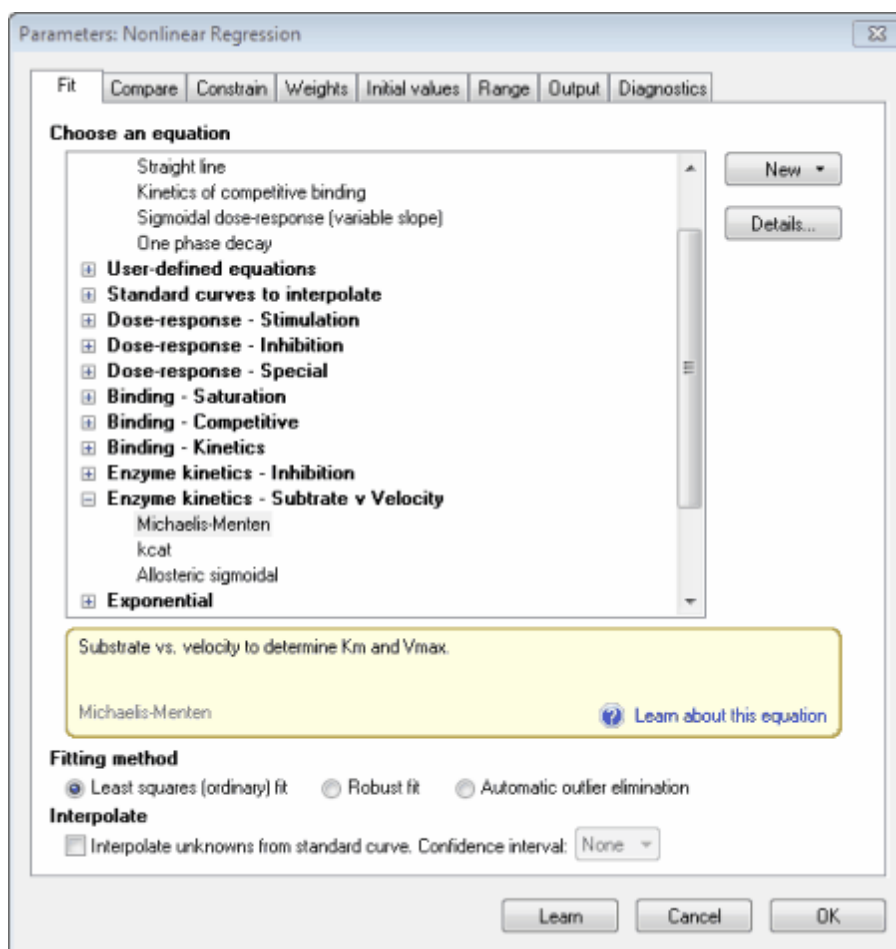 Parameters: Nonlinear Regression
Fit Compare Constrain Weights Initial values Range Output Diagnostics
Choose an equation
Straight line
Kinetics of competitive binding
Sigmoidal dose-response (variable slope)
One phase decay
User-defined equations
Standard curves to interpolate
Dose-response - Stimulation
Dose-response - Inhibition
Dose-response - Special
Binding - Saturation
Binding - Competitive
Binding - Kinetics
Enzyme kinetics - Inhibition
Enzyme kinetics - Subtrate v Velocity
Michaelis-Menten
kcat
Allosteric sigmoidal
Exponential
New
Details...
Substrate vs. velocity to determine Km and Vmax.
Michaelis-Menten
? Learn about this equation
Fitting method
Least squares (ordinary) fit Robust fit Automatic outlier elimination
Interpolate
Interpolate unknowns from standard curve. Confidence interval: None
Learn Cancel OK